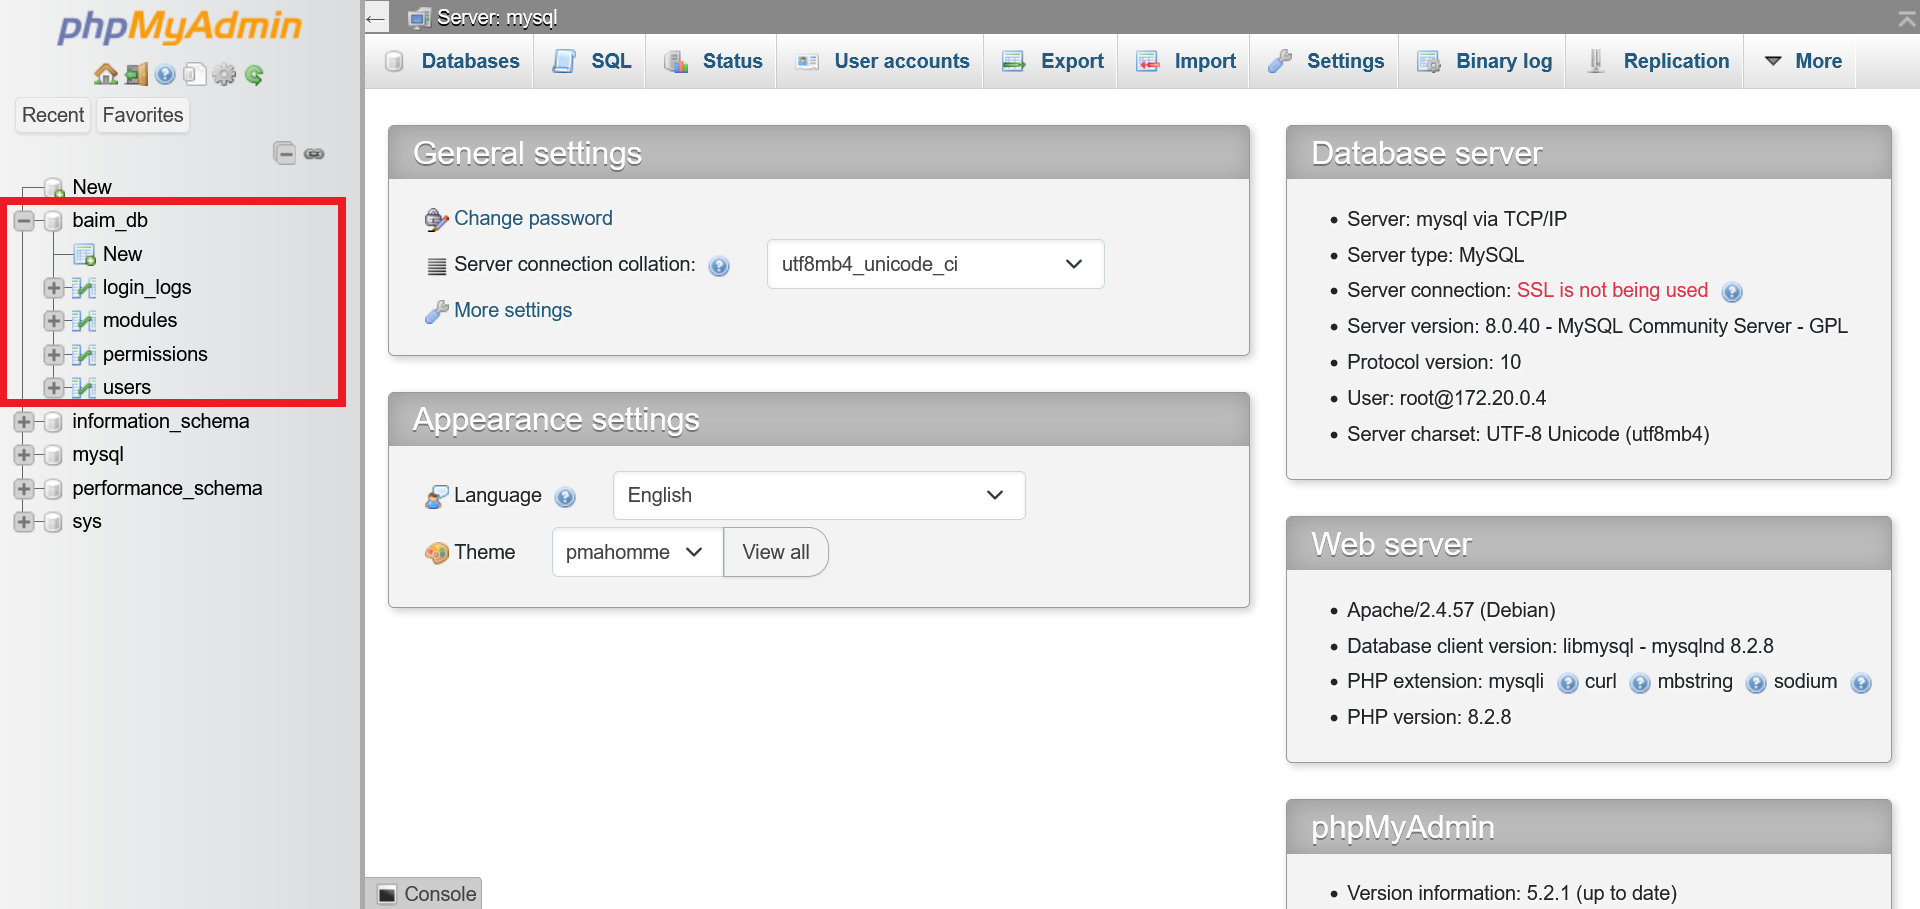 phpMyAdmin
Recent
Favorites
New
baim_db
New
login_logs
modules
permissions
users
information_schema
mysql
performance_schema
sys
Server: mysql
Databases
SQL
Status
User accounts
Export
Import
Settings
Binary log
Replication
More
General settings
Change password
Server connection collation:
utf8mb4_unicode_ci
More settings
Appearance settings
Language
English
Theme
pmahomme
View all
Database server
Server: mysql via TCP/IP
Server type: MySQL
Server connection: SSL is not being used
Server version: 8.0.40 - MySQL Community Server - GPL
Protocol version: 10
User: root@172.20.0.4
Server charset: UTF-8 Unicode (utf8mb4)
Web server
Apache/2.4.57 (Debian)
Database client version: libmysql - mysqlnd 8.2.8
PHP extension: mysqli curl mbstring sodium
PHP version: 8.2.8
phpMyAdmin
Version information: 5.2.1 (up to date)
Console